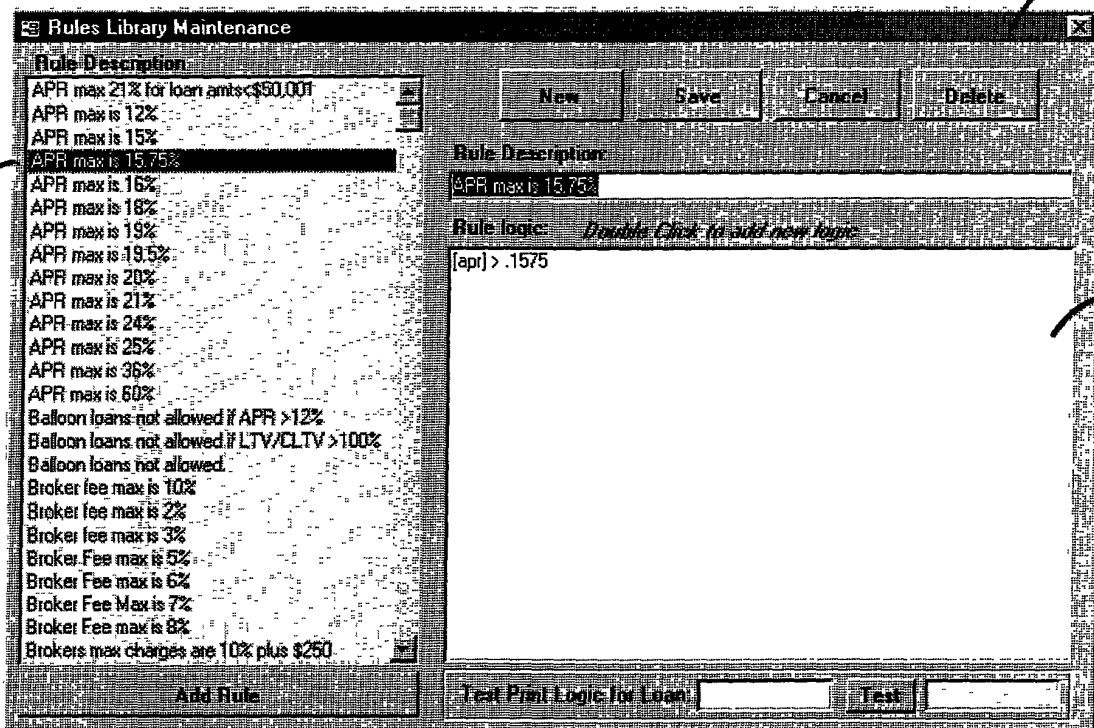 Rules Library Maintenance
Rule Description
APR max 21% for loan amts<$50,001
APR max is 12%
APR max is 15%
APR max is 15.75%
APR max is 16%
APR max is 18%
APR max is 19%
APR max is 19.5%
APR max is 20%
APR max is 21%
APR max is 24%
APR max is 25%
APR max is 36%
APR max is 60%
Balloon loans not allowed if APR >12%
Balloon loans not allowed if LTV/CLTV >100%
Balloon loans not allowed.
Broker fee max is 10%
Broker fee max is 2%
Broker fee max is 3%
Broker Fee max is 5%
Broker Fee max is 6%
Broker Fee Max is 7%
Broker Fee max is 8%
Brokers max charges are 10% plus $250
Add Rule
New Save Cancel Delete
Rule Description:
APR max is 15.75%
Rule logic: Double Click to add new logic
[apr] > .1575
Test Print Logic for Loan: Test